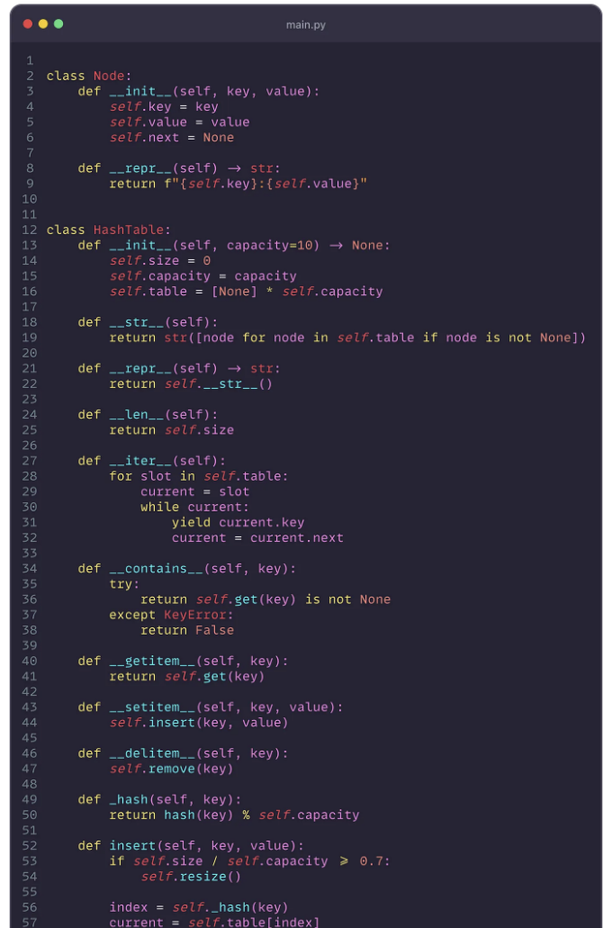 main.py
1
2 class Node:
3     def __init__(self, key, value):
4         self.key = key
5         self.value = value
6         self.next = None
7
8     def __repr__(self) → str:
9         return f"{self.key}:{self.value}"
10
11
12 class HashTable:
13     def __init__(self, capacity=10) → None:
14         self.size = 0
15         self.capacity = capacity
16         self.table = [None] * self.capacity
17
18     def __str__(self):
19         return str([node for node in self.table if node is not None])
20
21     def __repr__(self) → str:
22         return self.__str__()
23
24     def __len__(self):
25         return self.size
26
27     def __iter__(self):
28         for slot in self.table:
29             current = slot
30             while current:
31                 yield current.key
32                 current = current.next
33
34     def __contains__(self, key):
35         try:
36             return self.get(key) is not None
37         except KeyError:
38             return False
39
40     def __getitem__(self, key):
41         return self.get(key)
42
43     def __setitem__(self, key, value):
44         self.insert(key, value)
45
46     def __delitem__(self, key):
47         self.remove(key)
48
49     def _hash(self, key):
50         return hash(key) % self.capacity
51
52     def insert(self, key, value):
53         if self.size / self.capacity ⩾ 0.7:
54             self.resize()
55
56         index = self._hash(key)
57         current = self.table[index]